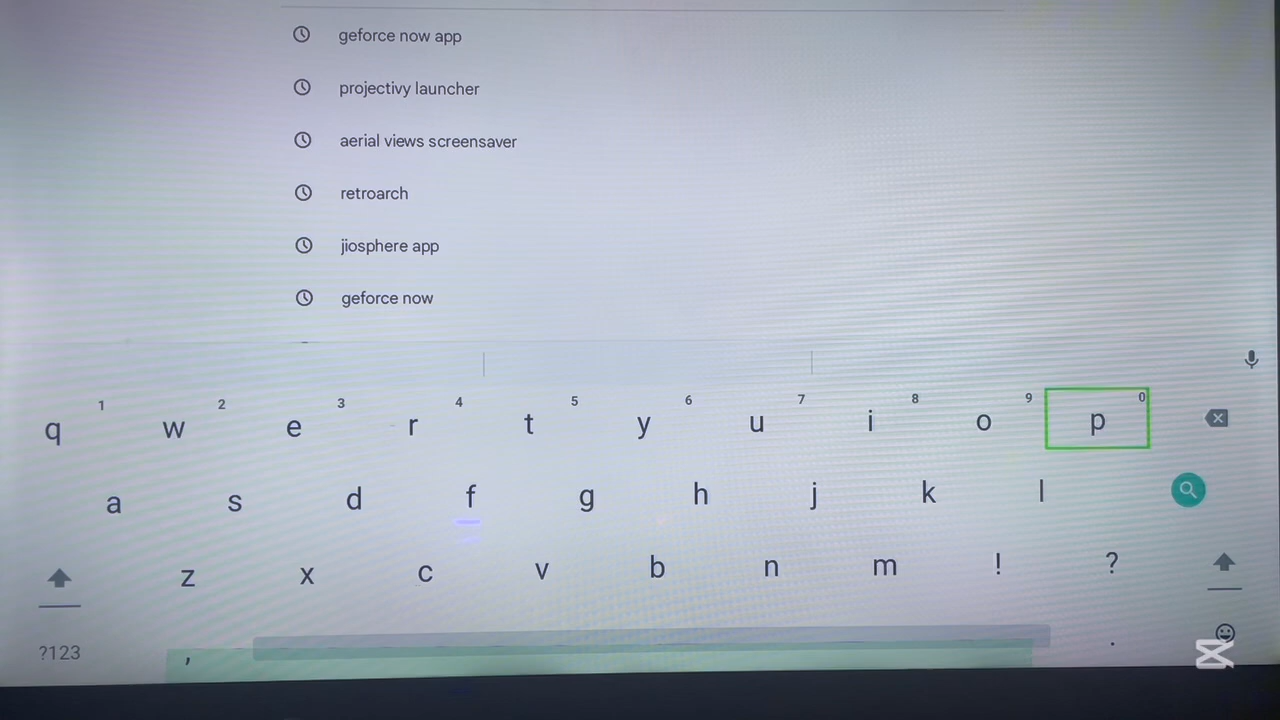 geforce now app
projectivy launcher
aerial views screensaver
retroarch
jiosphere app
geforce now
1 2 3 4 5 6 7 8 9 0
q w e r t y u i o p
a s d f g h j k l
z x c v b n m ! ?
?123 , .